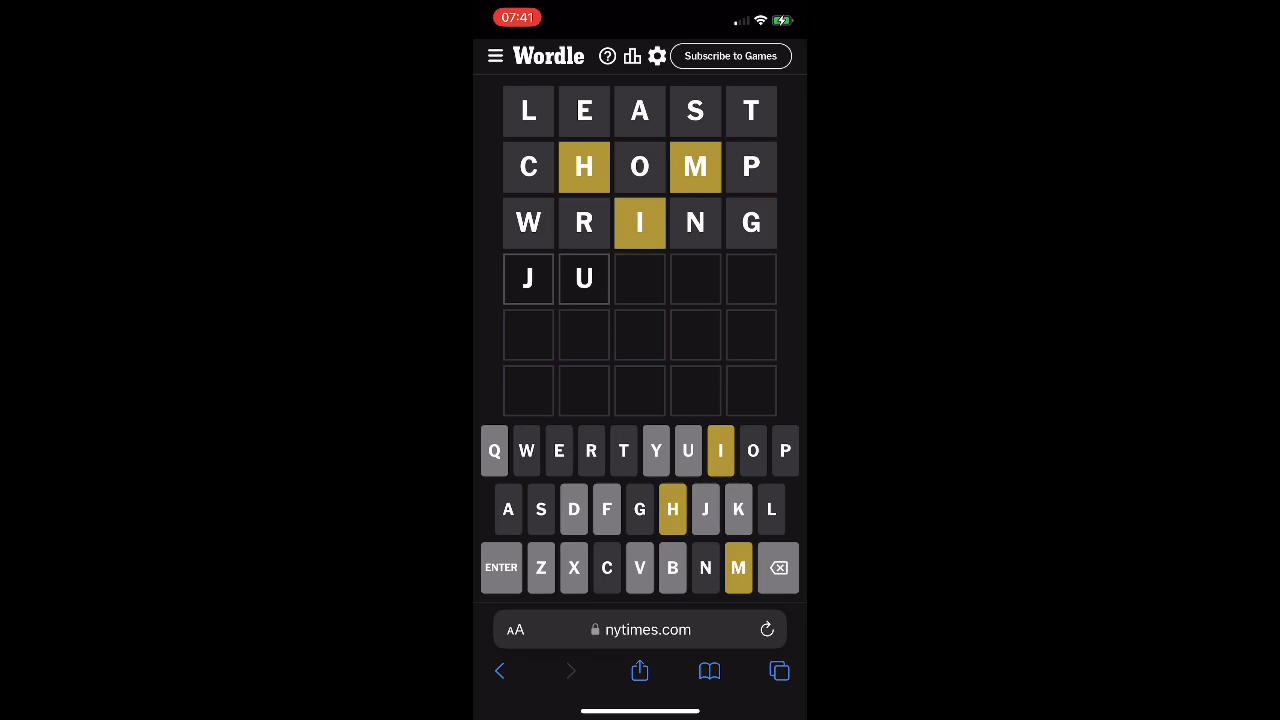 07:41
Wordle Subscribe to Games
L E A S T
C H O M P
W R I N G
J U
Q W E R T Y U I O P
A S D F G H J K L
ENTER Z X C V B N M
AA nytimes.com